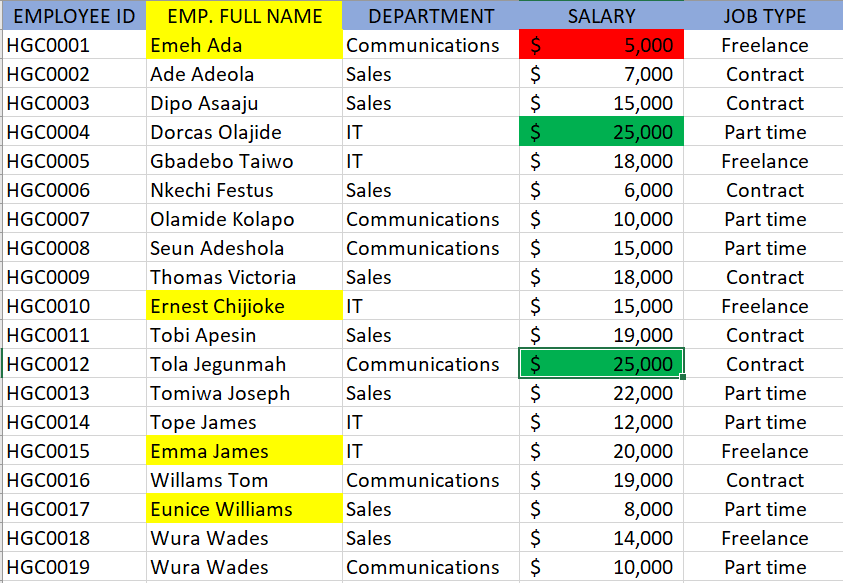 EMPLOYEE ID EMP. FULL NAME DEPARTMENT SALARY JOB TYPE
HGC0001 Emeh Ada Communications $ 5,000 Freelance
HGC0002 Ade Adeola Sales $ 7,000 Contract
HGC0003 Dipo Asaaju Sales $ 15,000 Contract
HGC0004 Dorcas Olajide IT $ 25,000 Part time
HGC0005 Gbadebo Taiwo IT $ 18,000 Freelance
HGC0006 Nkechi Festus Sales $ 6,000 Contract
HGC0007 Olamide Kolapo Communications $ 10,000 Part time
HGC0008 Seun Adeshola Communications $ 15,000 Part time
HGC0009 Thomas Victoria Sales $ 18,000 Contract
HGC0010 Ernest Chijioke IT $ 15,000 Freelance
HGC0011 Tobi Apesin Sales $ 19,000 Contract
HGC0012 Tola Jegunmah Communications $ 25,000 Contract
HGC0013 Tomiwa Joseph Sales $ 22,000 Part time
HGC0014 Tope James IT $ 12,000 Part time
HGC0015 Emma James IT $ 20,000 Freelance
HGC0016 Willams Tom Communications $ 19,000 Contract
HGC0017 Eunice Williams Sales $ 8,000 Part time
HGC0018 Wura Wades Sales $ 14,000 Freelance
HGC0019 Wura Wades Communications $ 10,000 Part time